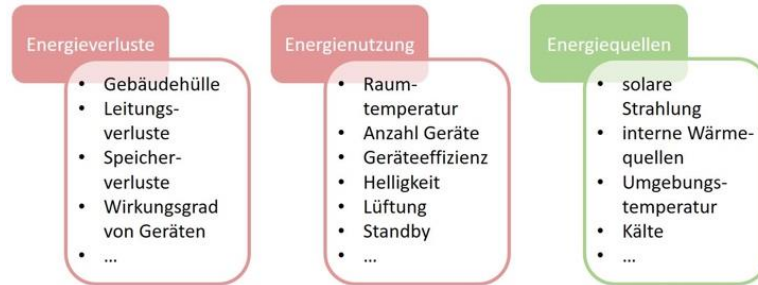 Energieverluste
• Gebäudehülle
• Leitungs-
verluste
• Speicher-
verluste
• Wirkungsgrad
von Geräten
• ...
Energienutzung
• Raum-
temperatur
• Anzahl Geräte
• Geräteeffizienz
• Helligkeit
• Lüftung
• Standby
• ...
Energiequellen
• solare
Strahlung
• interne Wärme-
quellen
• Umgebungs-
temperatur
• Kälte
• ...